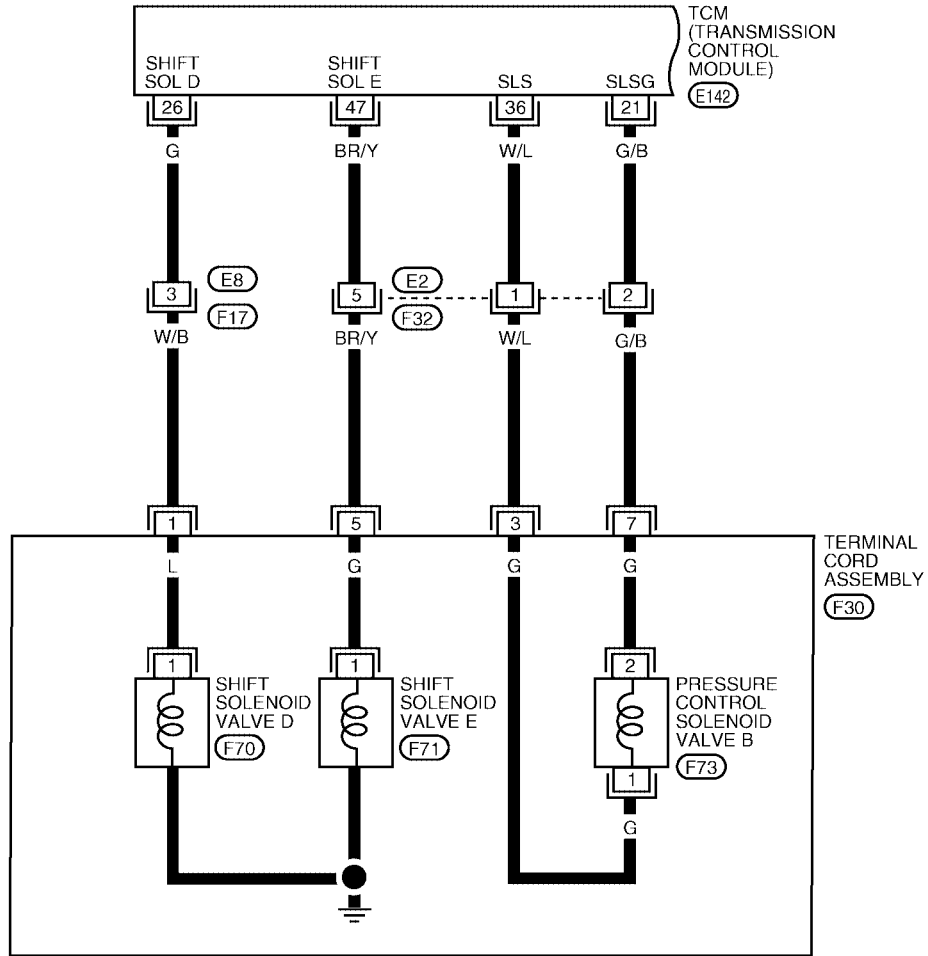 TCM
(TRANSMISSION
CONTROL
MODULE)
E142
SHIFT
SOL D
SHIFT
SOL E
SLS
SLSG
26
47
36
21
G
BR/Y
W/L
G/B
3
E8
F17
5
E2
F32
1
2
W/B
BR/Y
W/L
G/B
1
5
3
7
TERMINAL
CORD
ASSEMBLY
F30
L
G
G
G
1
SHIFT
SOLENOID
VALVE D
F70
1
SHIFT
SOLENOID
VALVE E
F71
2
PRESSURE
CONTROL
SOLENOID
VALVE B
F73
1
G